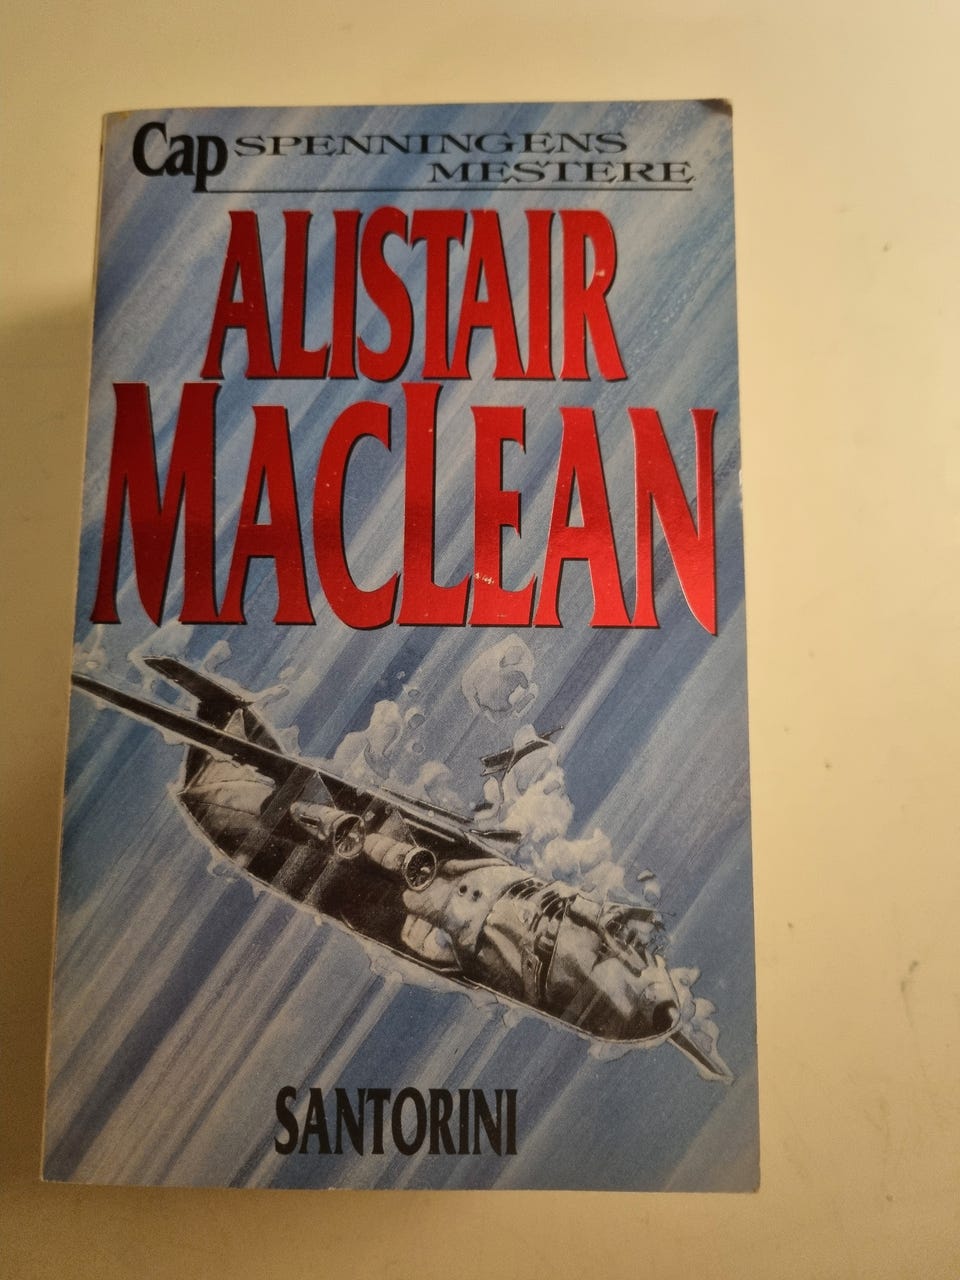 Cap SPENNINGENS
MESTERE
ALISTAIR
MACLEAN
SANTORINI